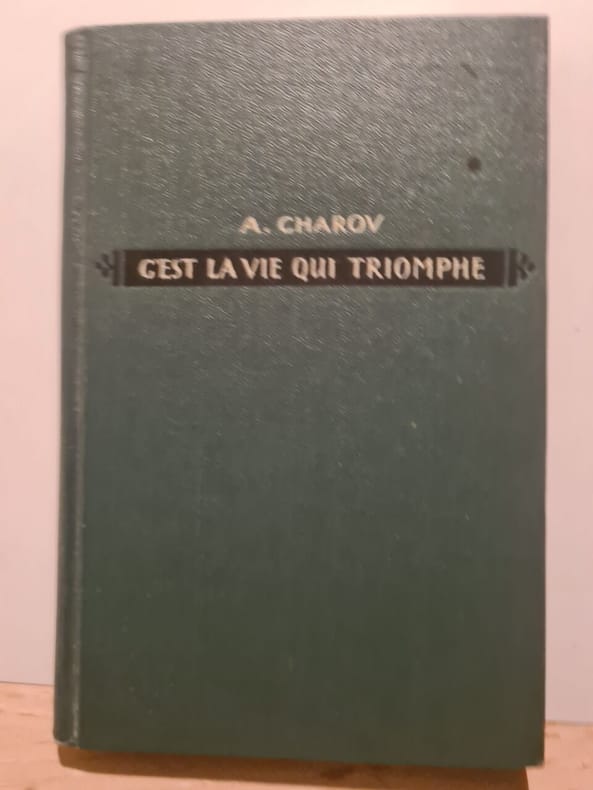 A. CHAROV
C'EST LA VIE QUI TRIOMPHE